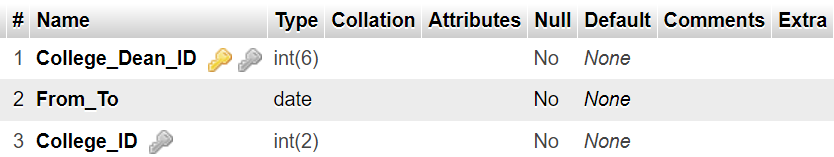 # Name Type Collation Attributes Null Default Comments Extra
1 College_Dean_ID int(6) No None
2 From_To date No None
3 College_ID int(2) No None